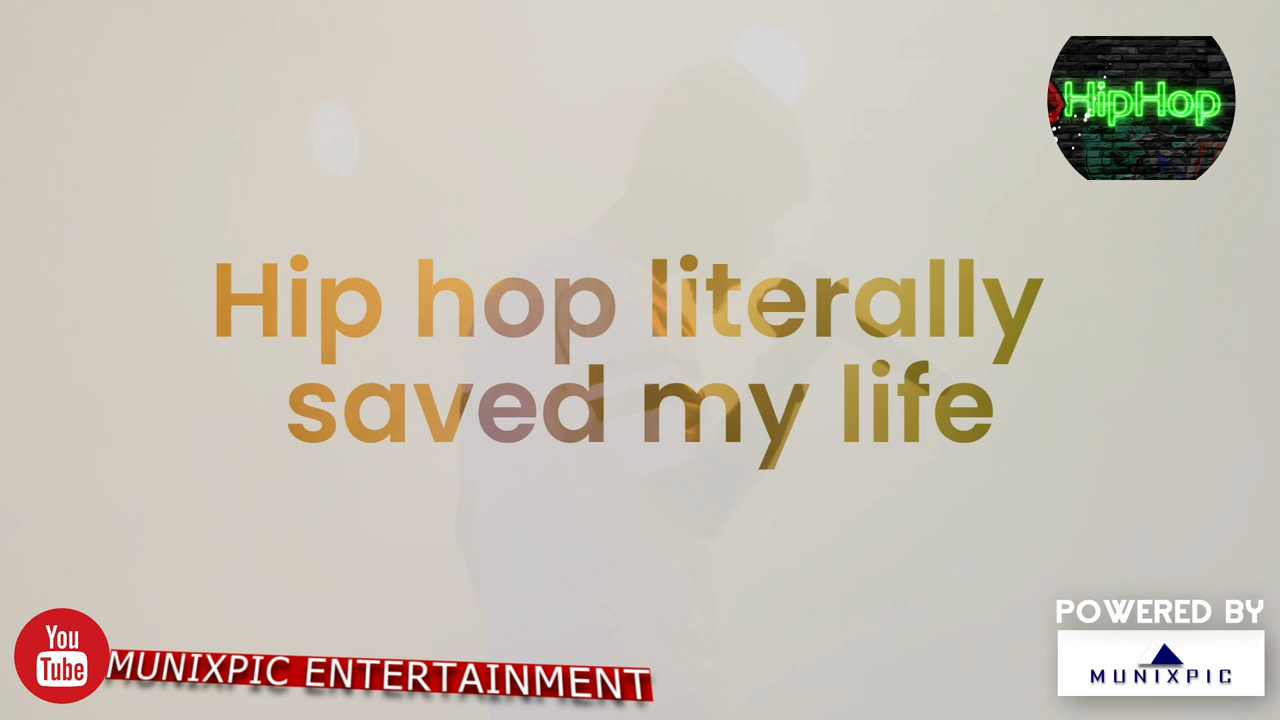 HipHop
Hip hop literally
saved my life
You
Tube
MUNIXPIC ENTERTAINMENT
POWERED BY
MUNIXPIC